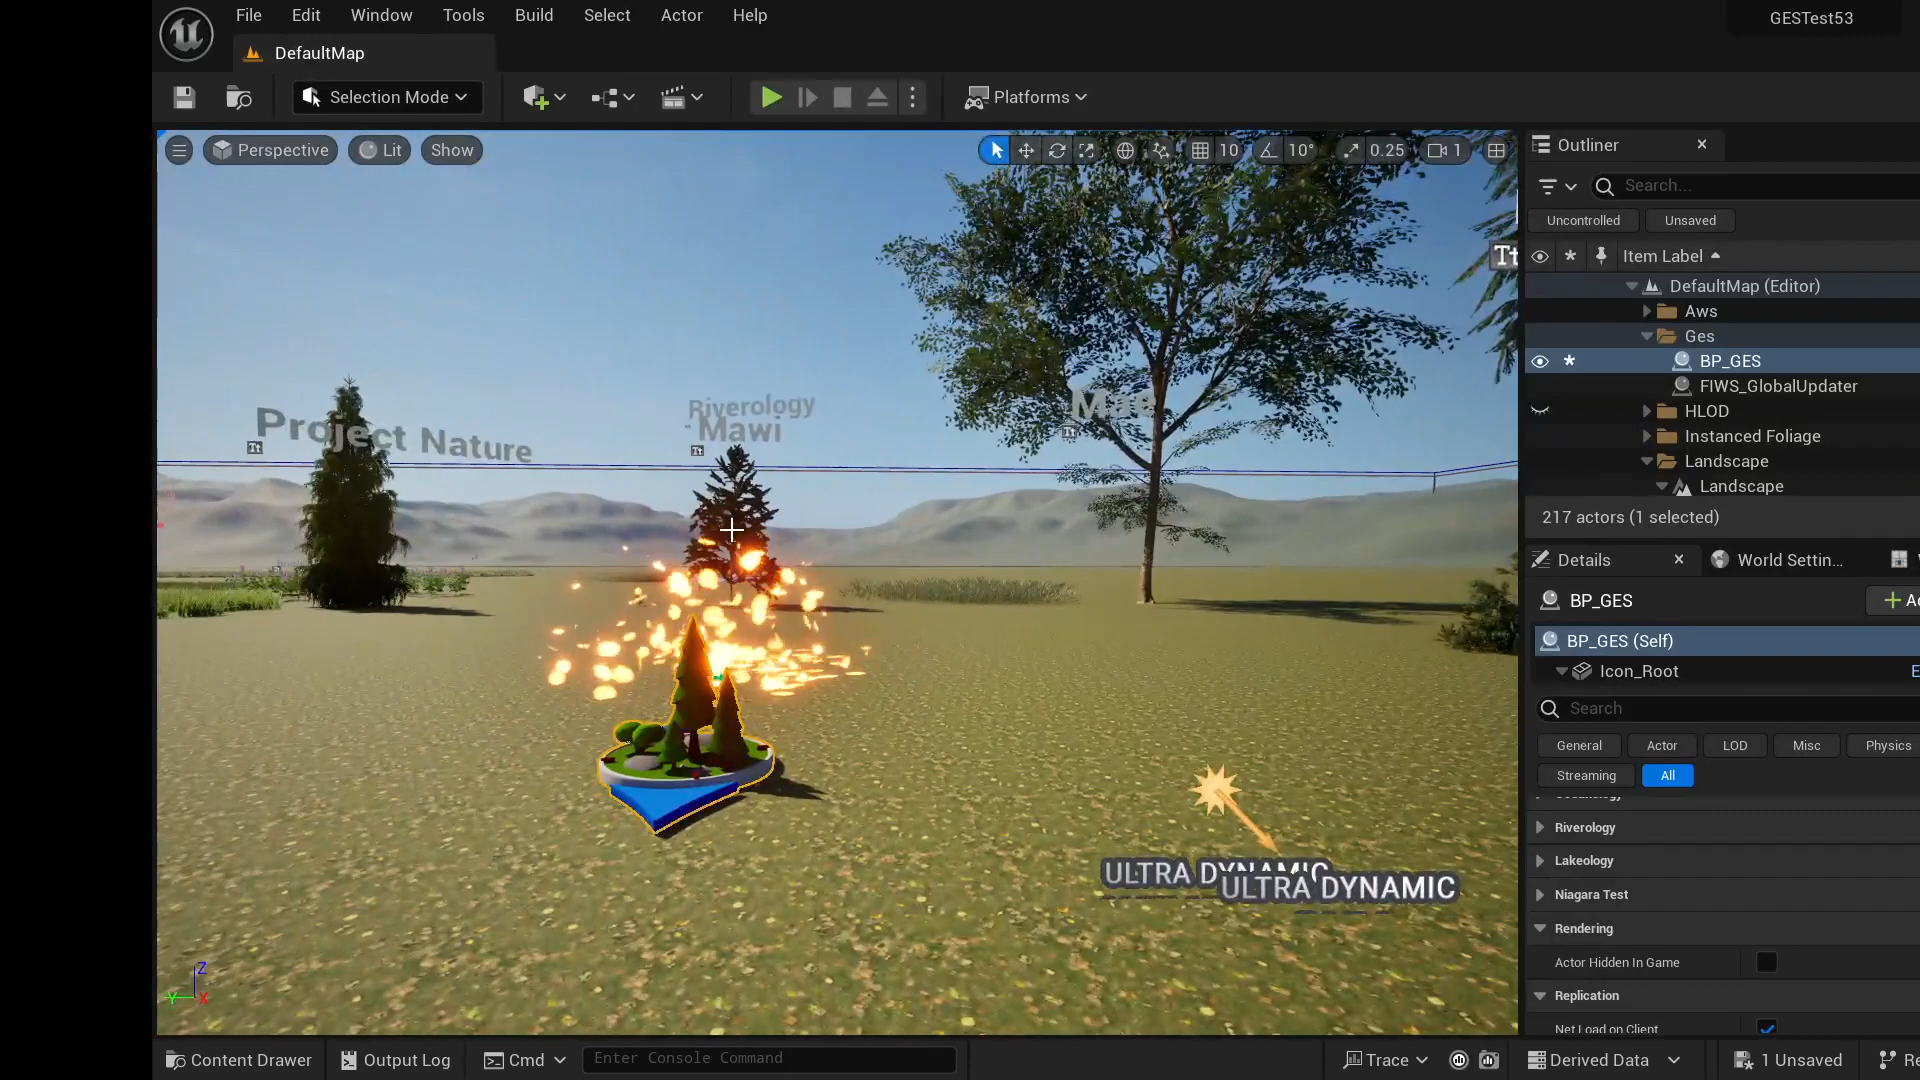 File Edit Window Tools Build Select Actor Help
GESTest53
DefaultMap
Selection Mode
Platforms
Perspective
Lit
Show
10
10°
0.25
1
Outliner
Search...
Uncontrolled
Unsaved
Item Label
DefaultMap (Editor)
Aws
Ges
BP_GES
FIWS_GlobalUpdater
HLOD
Instanced Foliage
Landscape
Landscape
217 actors (1 selected)
Tt
Project Nature
Tt
Riverology
Mawi
Tt
Tt
ULTRA DYNAMIC
ULTRA DYNAMIC
Z
Y
X
Details
World Settin...
BP_GES
BP_GES (Self)
Icon_Root
Search
General
Actor
LOD
Misc
Physics
Streaming
All
Riverology
Lakeology
Niagara Test
Rendering
Actor Hidden In Game
Replication
Net Load on Client
Content Drawer
Output Log
Cmd
Enter Console Command
Trace
Derived Data
1 Unsaved